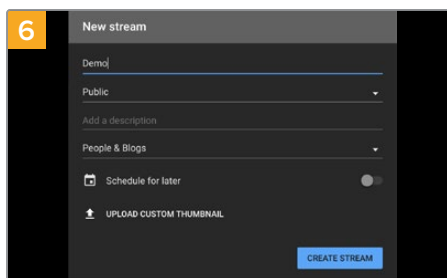 6
New stream
Demo
Public
Add a description
People & Blogs
Schedule for later
UPLOAD CUSTOM THUMBNAIL
CREATE STREAM